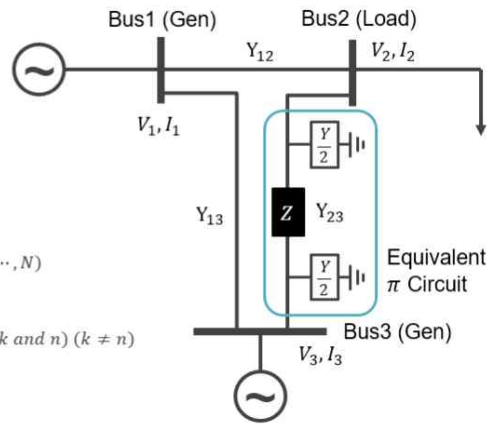 Bus1 (Gen)
Bus2 (Load)
Y₁₂
V₂, I₂
V₁, I₁
Y/2
Y₁₃
Z
Y₂₃
⋯, N)
Y/2
Equivalent
π Circuit
k and n) (k ≠ n)
Bus3 (Gen)
V₃, I₃